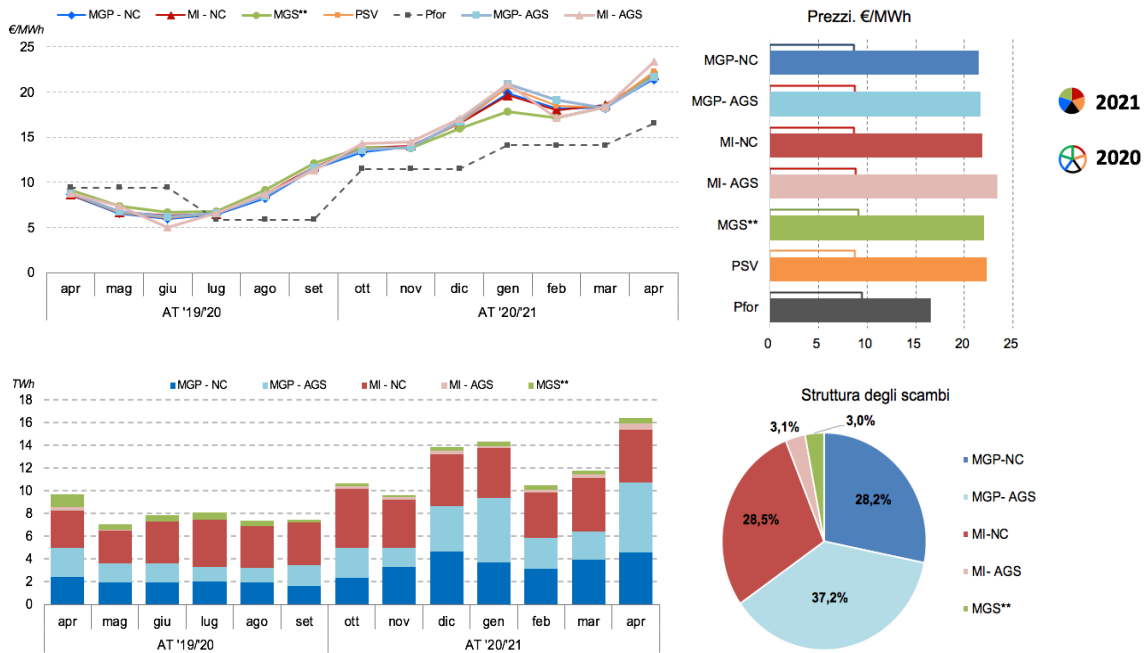 MGP - NC MI - NC MGS** PSV Pfor MGP- AGS MI - AGS
€/MWh
25
20
15
10
5
0
apr mag giu lug ago set ott nov dic gen feb mar apr
AT '19/'20 AT '20/'21
Prezzi. €/MWh
MGP-NC
MGP- AGS
MI-NC
MI- AGS
MGS**
PSV
Pfor
0 5 10 15 20 25
2021
2020
TWh
MGP - NC MGP - AGS MI - NC MI - AGS MGS**
18
16
14
12
10
8
6
4
2
0
apr mag giu lug ago set ott nov dic gen feb mar apr
AT '19/'20 AT '20/'21
Struttura degli scambi
3,1% 3,0%
28,2%
28,5%
37,2%
MGP-NC
MGP- AGS
MI-NC
MI- AGS
MGS**